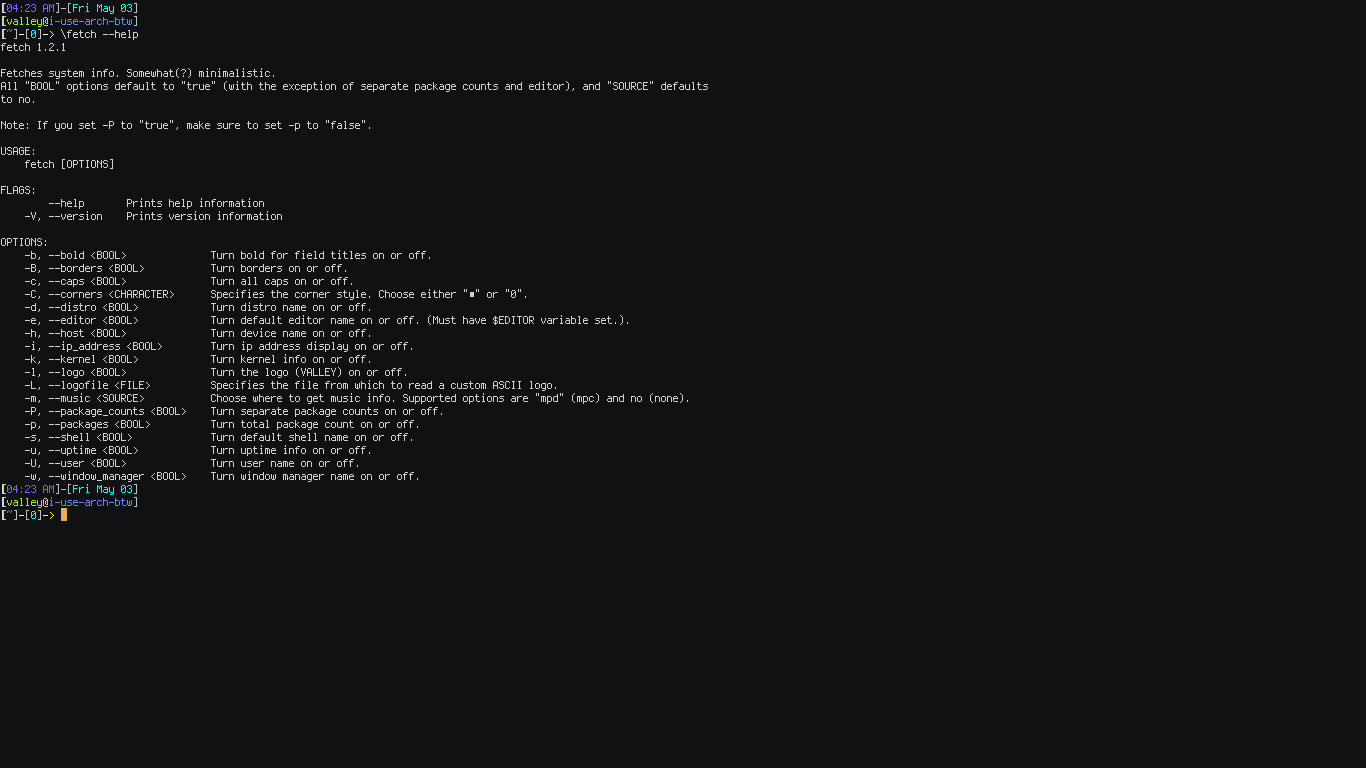 [04:23 AM]-[Fri May 03]
[valley@i-use-arch-btw]
[~]-[0]-> \fetch --help
fetch 1.2.1

Fetches system info. Somewhat(?) minimalistic.
All "BOOL" options default to "true" (with the exception of separate package counts and editor), and "SOURCE" defaults
to no.

Note: If you set -P to "true", make sure to set -p to "false".

USAGE:
    fetch [OPTIONS]

FLAGS:
        --help       Prints help information
    -V, --version    Prints version information

OPTIONS:
    -b, --bold <BOOL>              Turn bold for field titles on or off.
    -B, --borders <BOOL>           Turn borders on or off.
    -c, --caps <BOOL>              Turn all caps on or off.
    -C, --corners <CHARACTER>      Specifies the corner style. Choose either "■" or "0".
    -d, --distro <BOOL>            Turn distro name on or off.
    -e, --editor <BOOL>            Turn default editor name on or off. (Must have $EDITOR variable set.).
    -h, --host <BOOL>              Turn device name on or off.
    -i, --ip_address <BOOL>        Turn ip address display on or off.
    -k, --kernel <BOOL>            Turn kernel info on or off.
    -l, --logo <BOOL>              Turn the logo (VALLEY) on or off.
    -L, --logofile <FILE>          Specifies the file from which to read a custom ASCII logo.
    -m, --music <SOURCE>           Choose where to get music info. Supported options are "mpd" (mpc) and no (none).
    -P, --package_counts <BOOL>    Turn separate package counts on or off.
    -p, --packages <BOOL>          Turn total package count on or off.
    -s, --shell <BOOL>             Turn default shell name on or off.
    -u, --uptime <BOOL>            Turn uptime info on or off.
    -U, --user <BOOL>              Turn user name on or off.
    -w, --window_manager <BOOL>    Turn window manager name on or off.
[04:23 AM]-[Fri May 03]
[valley@i-use-arch-btw]
[~]-[0]->